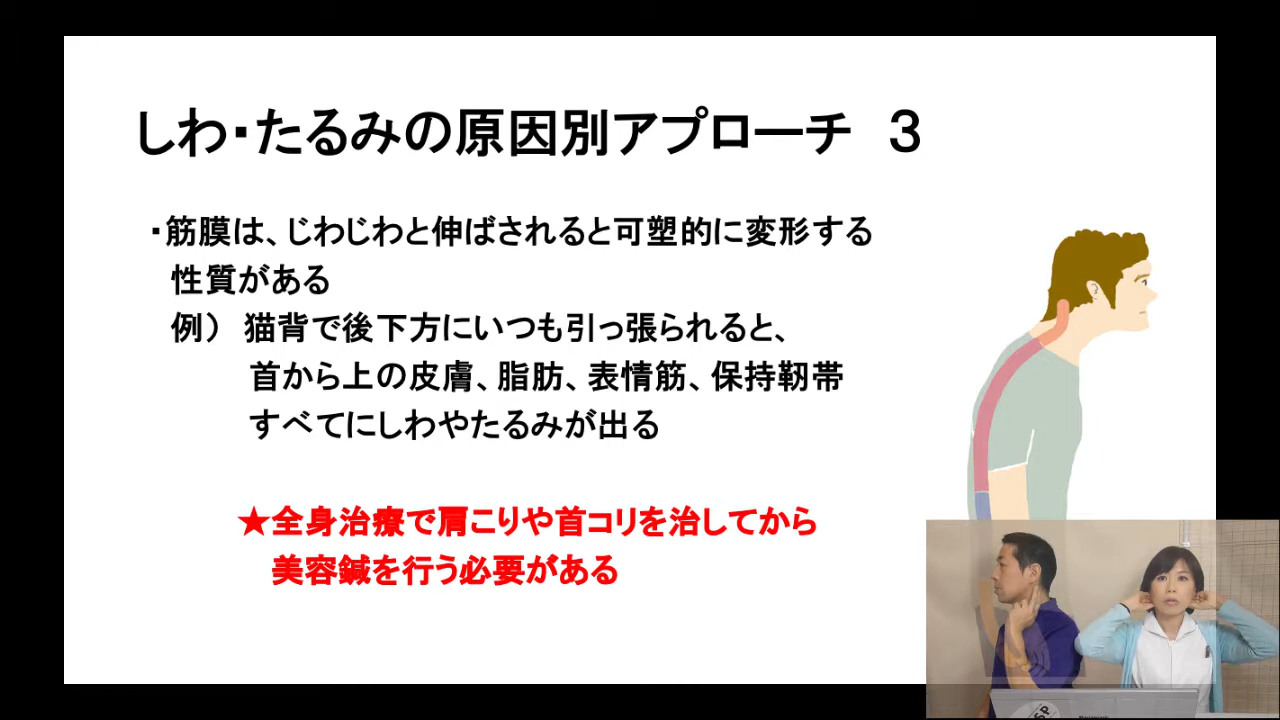 しわ・たるみの原因別アプローチ　３
・筋膜は、じわじわと伸ばされると可塑的に変形する
性質がある
例）　猫背で後下方にいつも引っ張られると、
首から上の皮膚、脂肪、表情筋、保持靭帯
すべてにしわやたるみが出る
★全身治療で肩こりや首コリを治してから
美容鍼を行う必要がある